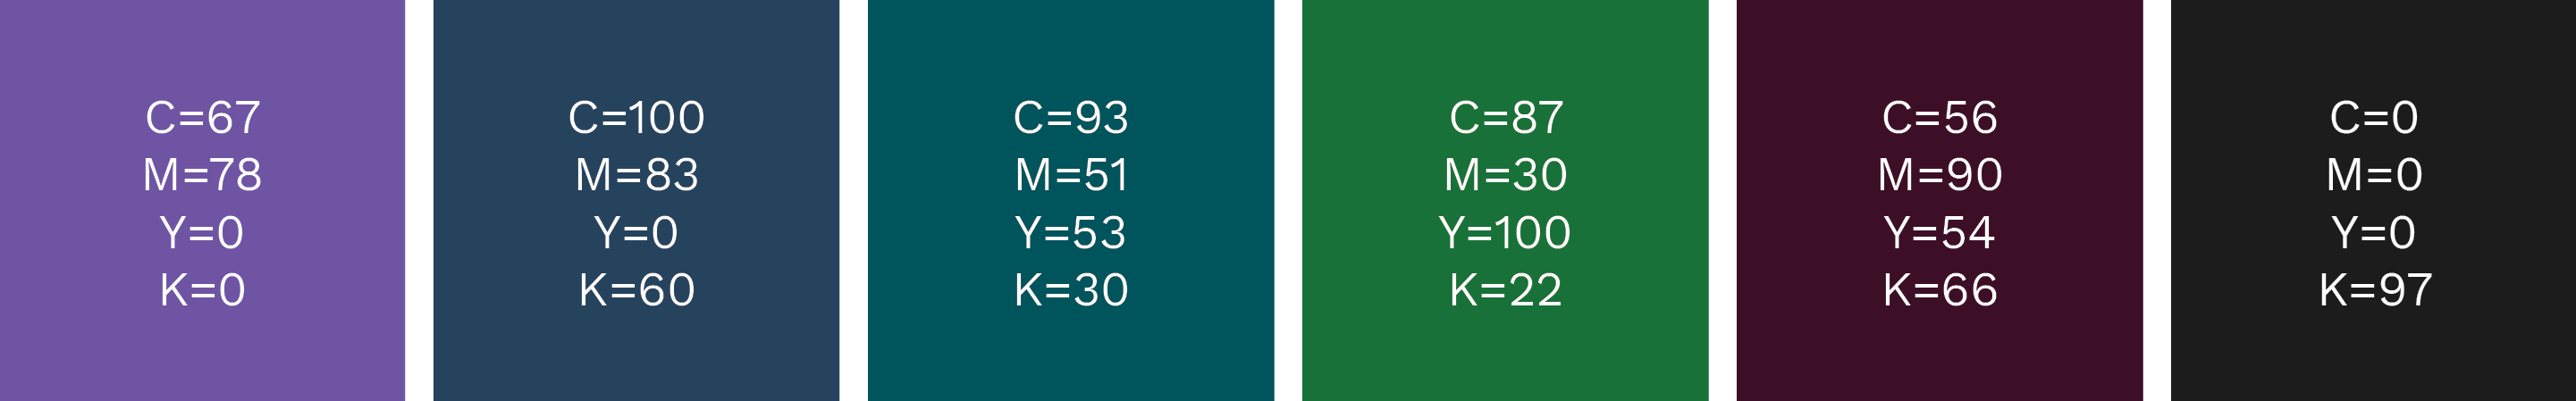 C=67
M=78
Y=0
K=0
C=100
M=83
Y=0
K=60
C=93
M=51
Y=53
K=30
C=87
M=30
Y=100
K=22
C=56
M=90
Y=54
K=66
C=0
M=0
Y=0
K=97